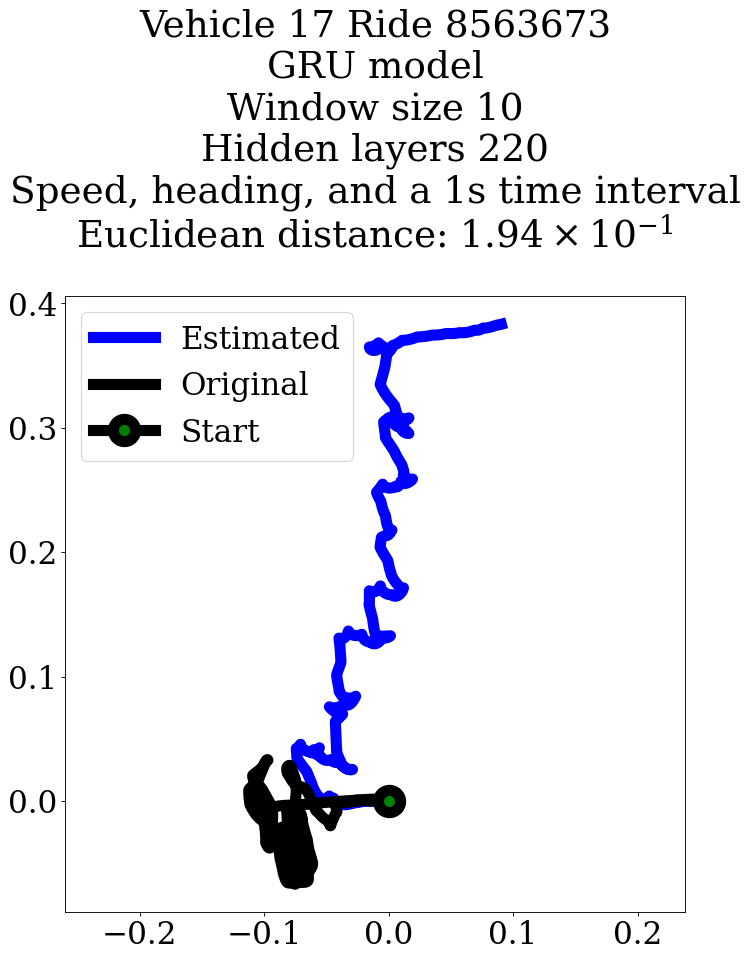 Vehicle 17 Ride 8563673
GRU model
Window size 10
Hidden layers 220
Speed, heading, and a 1s time interval
Euclidean distance: 1.94 × 10⁻¹
0.4
0.3
0.2
0.1
0.0
Estimated
Original
Start
−0.2
−0.1
0.0
0.1
0.2